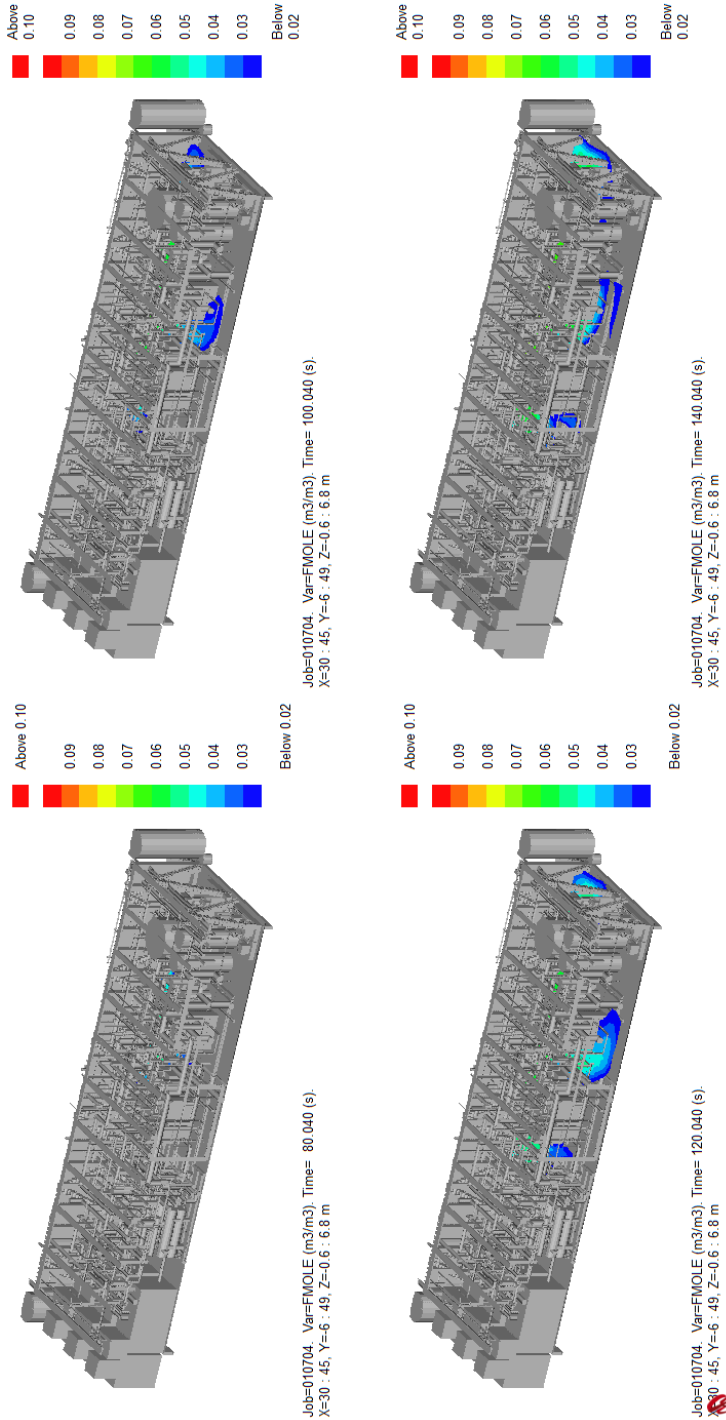 Above 0.10
0.09
0.08
0.07
0.06
0.05
0.04
0.03
Below 0.02
Job=010704. Var=FMOLE (m3/m3). Time= 80.040 (s).
X=30 : 45, Y=-6 : 49, Z=-0.6 : 6.8 m
Above
0.10
0.09
0.08
0.07
0.06
0.05
0.04
0.03
Below
0.02
Job=010704. Var=FMOLE (m3/m3). Time= 100.040 (s).
X=30 : 45, Y=-6 : 49, Z=-0.6 : 6.8 m
Above 0.10
0.09
0.08
0.07
0.06
0.05
0.04
0.03
Below 0.02
Job=010704. Var=FMOLE (m3/m3). Time= 120.040 (s).
X=30 : 45, Y=-6 : 49, Z=-0.6 : 6.8 m
Above
0.10
0.09
0.08
0.07
0.06
0.05
0.04
0.03
Below
0.02
Job=010704. Var=FMOLE (m3/m3). Time= 140.040 (s).
X=30 : 45, Y=-6 : 49, Z=-0.6 : 6.8 m